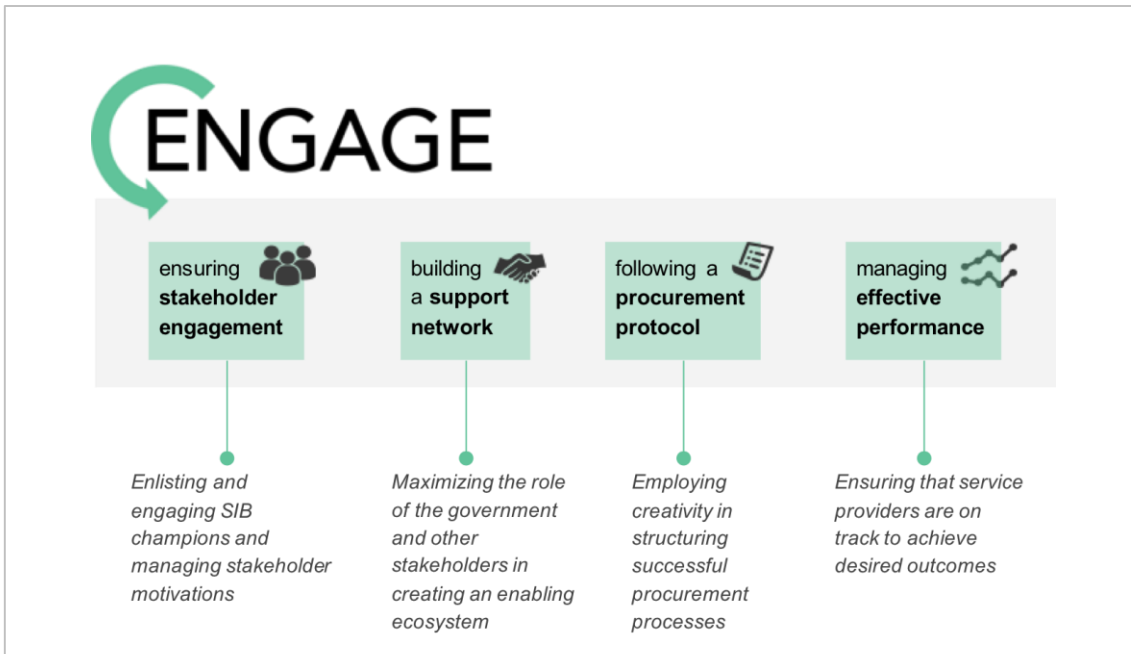 ENGAGE
ensuring
stakeholder
engagement
building
a support
network
following a
procurement
protocol
managing
effective
performance
Enlisting and
engaging SIB
champions and
managing stakeholder
motivations
Maximizing the role
of the government
and other
stakeholders in
creating an enabling
ecosystem
Employing
creativity in
structuring
successful
procurement
processes
Ensuring that service
providers are on
track to achieve
desired outcomes